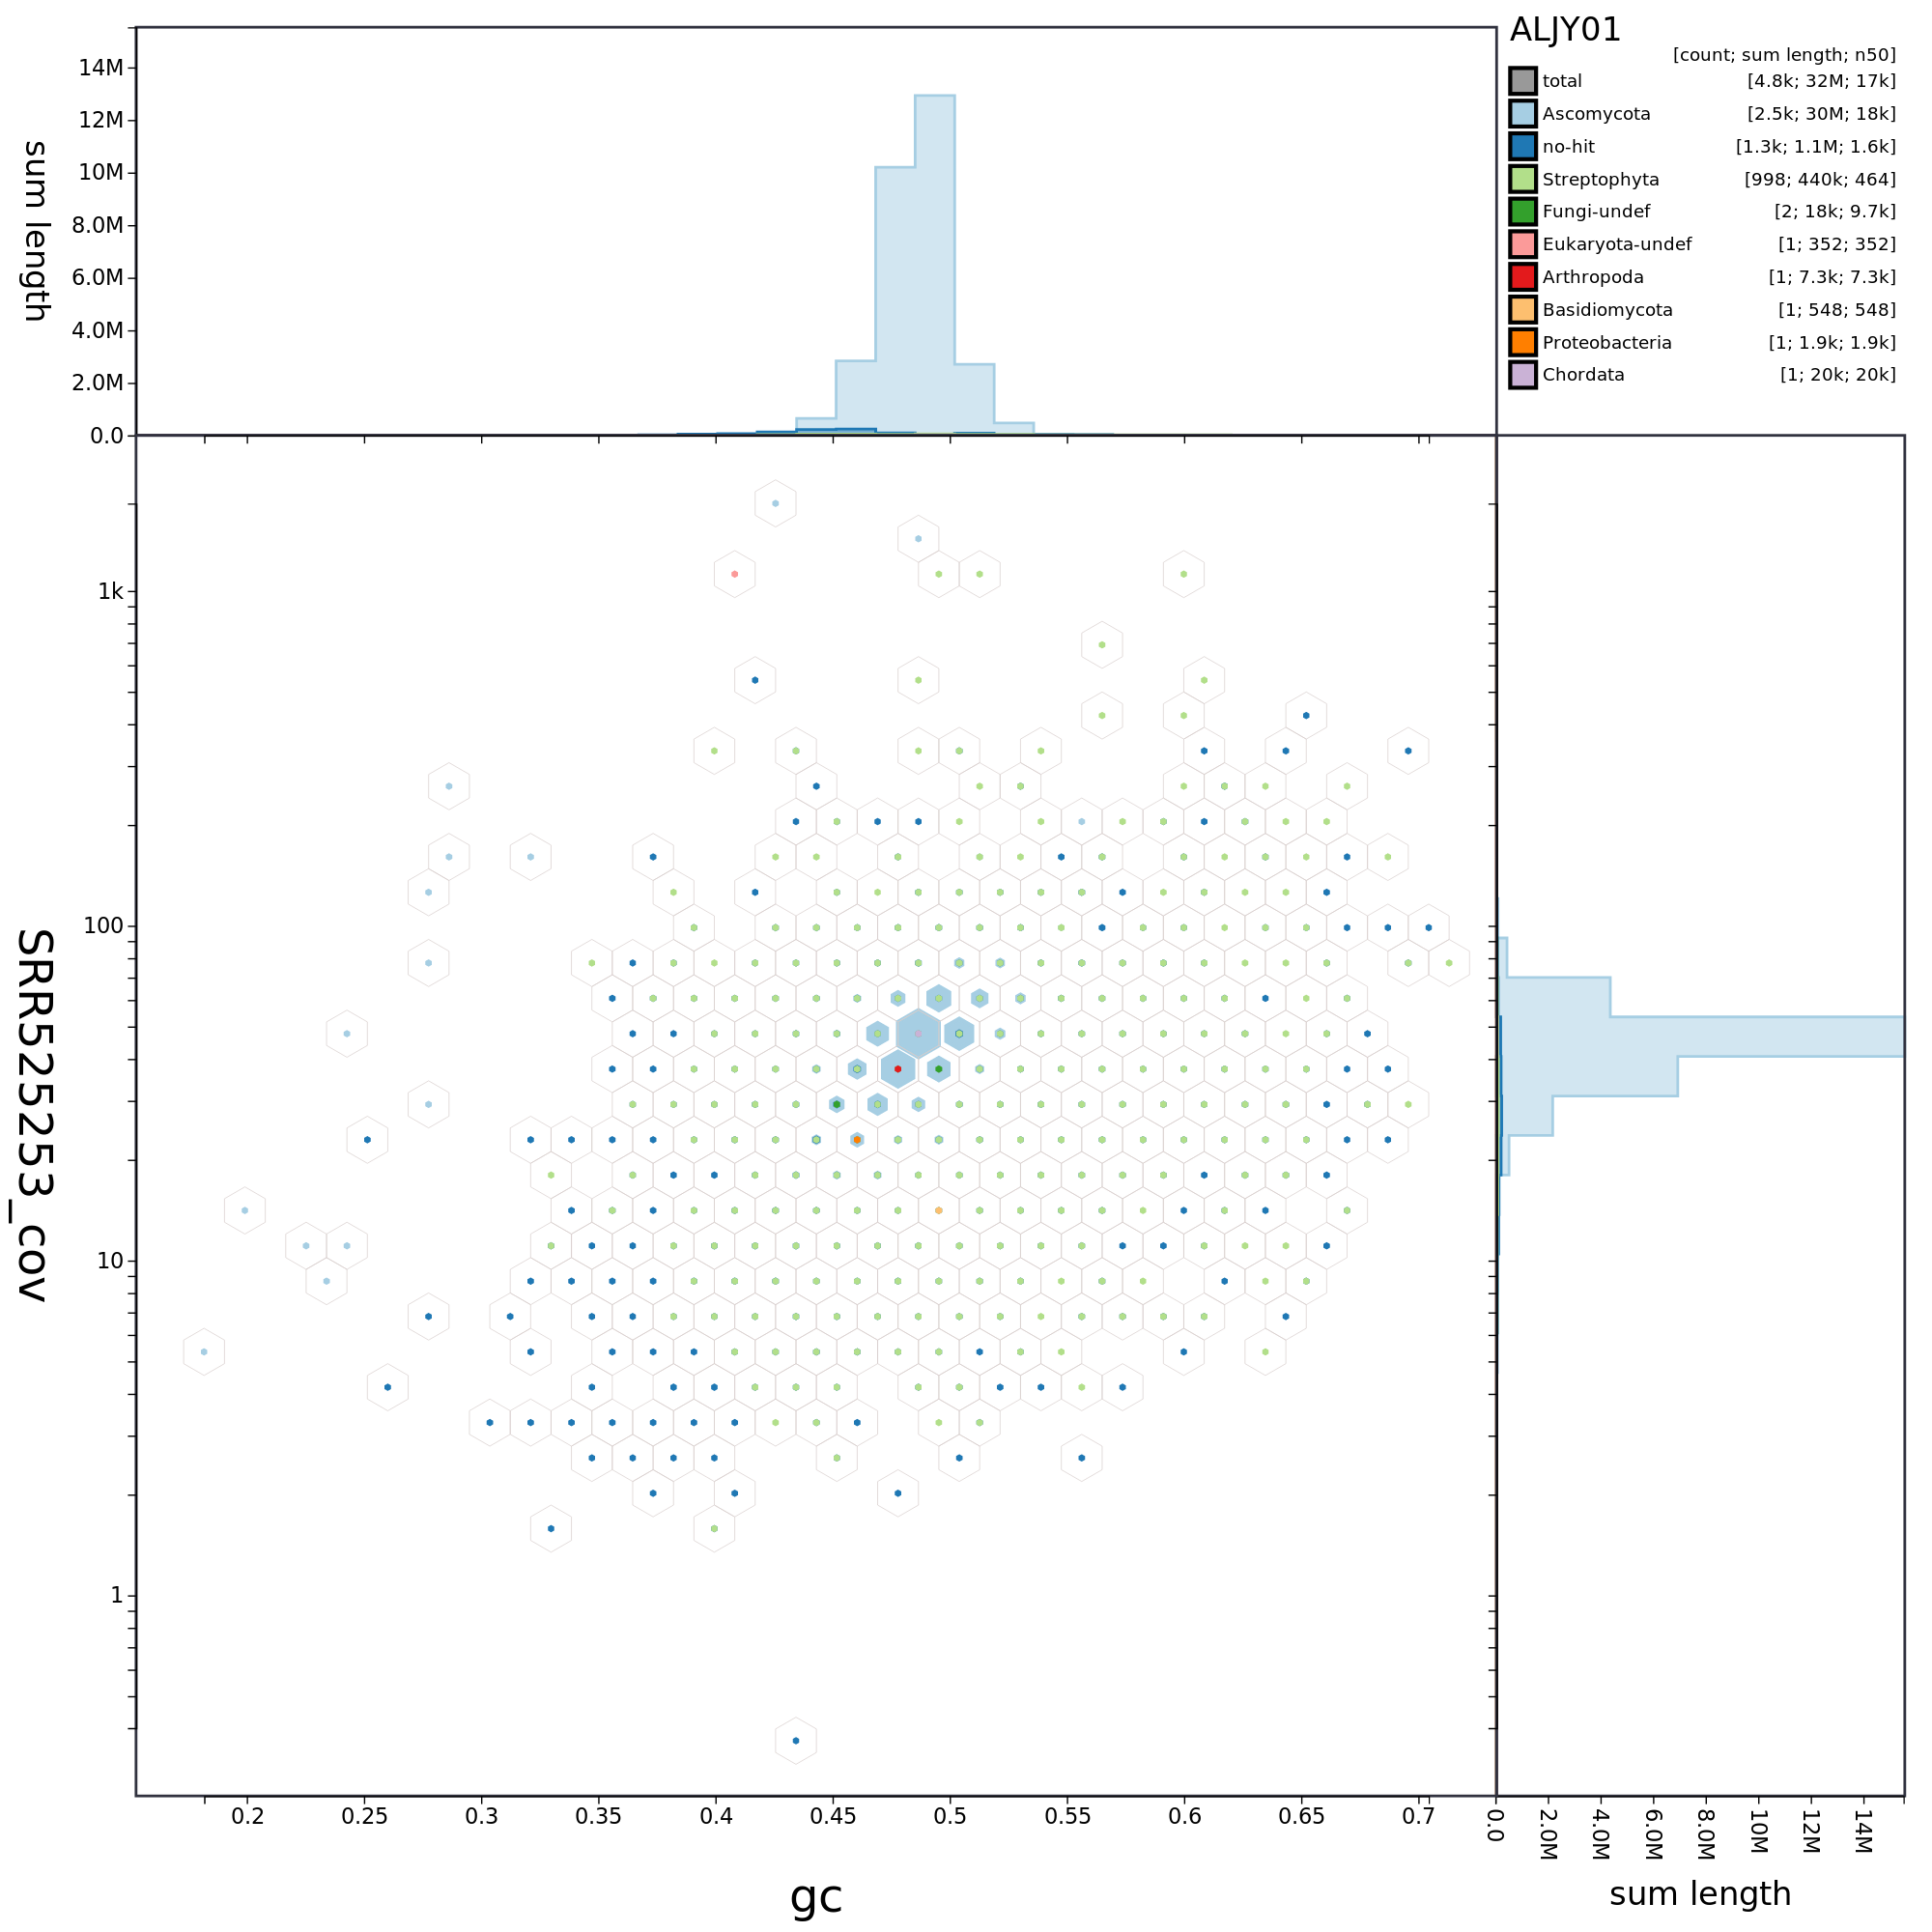 ALJY01
[count; sum length; n50]
total [4.8k; 32M; 17k]
Ascomycota [2.5k; 30M; 18k]
no-hit [1.3k; 1.1M; 1.6k]
Streptophyta [998; 440k; 464]
Fungi-undef [2; 18k; 9.7k]
Eukaryota-undef [1; 352; 352]
Arthropoda [1; 7.3k; 7.3k]
Basidiomycota [1; 548; 548]
Proteobacteria [1; 1.9k; 1.9k]
Chordata [1; 20k; 20k]
sum length
14M
12M
10M
8.0M
6.0M
4.0M
2.0M
0.0
SRR525253_cov
1k
100
10
1
0.2 0.25 0.3 0.35 0.4 0.45 0.5 0.55 0.6 0.65 0.7
gc
0.0 2.0M 4.0M 6.0M 8.0M 10M 12M 14M
sum length